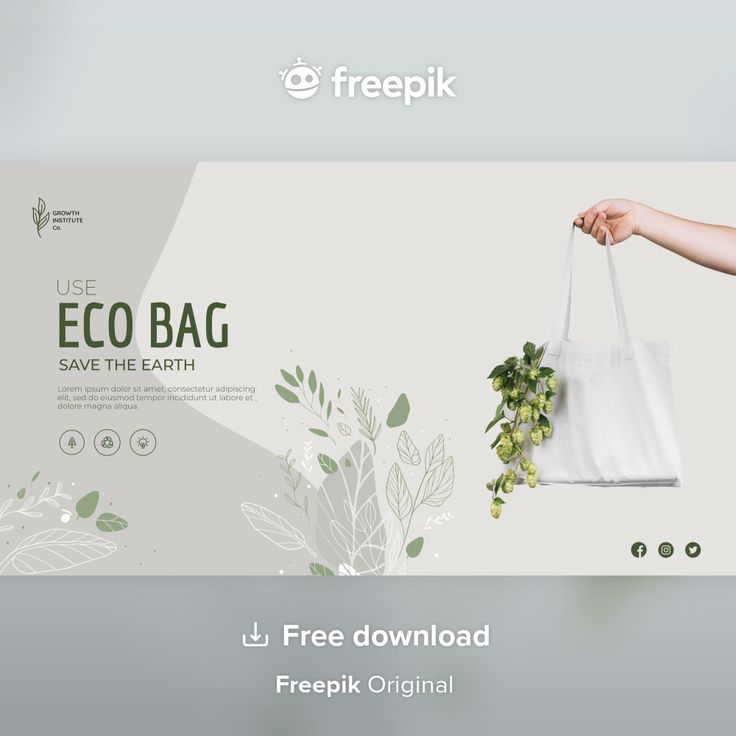 freepik
GROWTH
INSTITUTE
Co.
USE
ECO BAG
SAVE THE EARTH
Lorem ipsum dolor sit amet, consectetur adipiscing
elit, sed do eiusmod tempor incididunt ut labore et ,
dolore magna aliqua.
Free download
Freepik Original